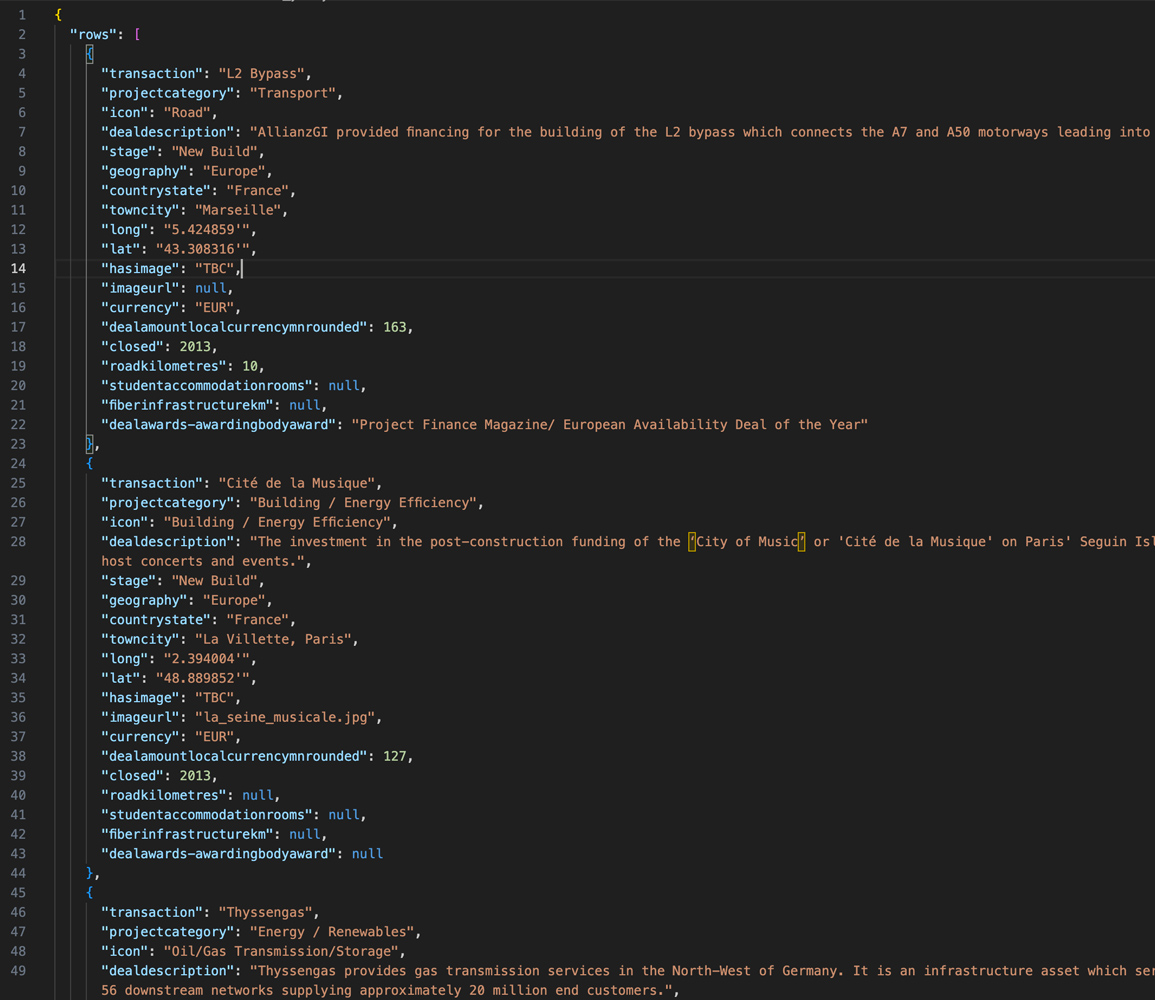 1 {
2 "rows": [
3 {
4 "transaction": "L2 Bypass",
5 "projectcategory": "Transport",
6 "icon": "Road",
7 "dealdescription": "AllianzGI provided financing for the building of the L2 bypass which connects the A7 and A50 motorways leading into
8 "stage": "New Build",
9 "geography": "Europe",
10 "countrystate": "France",
11 "towncity": "Marseille",
12 "long": "5.424859'",
13 "lat": "43.308316'",
14 "hasimage": "TBC",
15 "imageurl": null,
16 "currency": "EUR",
17 "dealamountlocalcurrencymnrounded": 163,
18 "closed": 2013,
19 "roadkilometres": 10,
20 "studentaccommodationrooms": null,
21 "fiberinfrastructurekm": null,
22 "dealawards-awardingbodyaward": "Project Finance Magazine/ European Availability Deal of the Year"
23 },
24 {
25 "transaction": "Cité de la Musique",
26 "projectcategory": "Building / Energy Efficiency",
27 "icon": "Building / Energy Efficiency",
28 "dealdescription": "The investment in the post-construction funding of the ‘City of Music’ or 'Cité de la Musique' on Paris' Seguin Isl
host concerts and events.",
29 "stage": "New Build",
30 "geography": "Europe",
31 "countrystate": "France",
32 "towncity": "La Villette, Paris",
33 "long": "2.394004'",
34 "lat": "48.889852'",
35 "hasimage": "TBC",
36 "imageurl": "la_seine_musicale.jpg",
37 "currency": "EUR",
38 "dealamountlocalcurrencymnrounded": 127,
39 "closed": 2013,
40 "roadkilometres": null,
41 "studentaccommodationrooms": null,
42 "fiberinfrastructurekm": null,
43 "dealawards-awardingbodyaward": null
44 },
45 {
46 "transaction": "Thyssengas",
47 "projectcategory": "Energy / Renewables",
48 "icon": "Oil/Gas Transmission/Storage",
49 "dealdescription": "Thyssengas provides gas transmission services in the North-West of Germany. It is an infrastructure asset which ser
56 downstream networks supplying approximately 20 million end customers.",